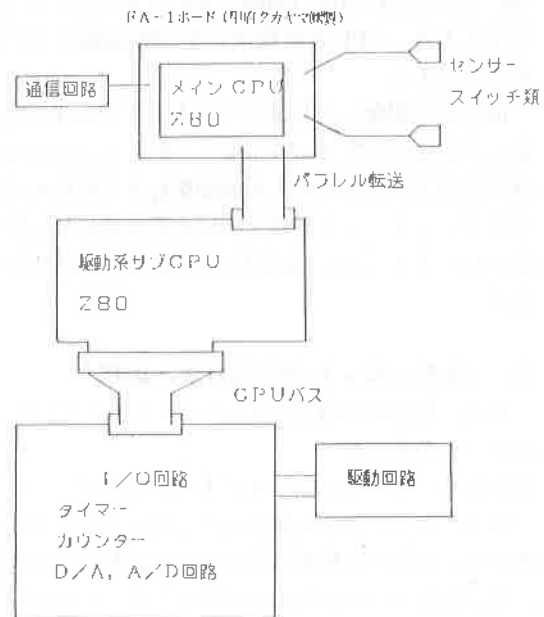 FA-1ボード
通信回路
メインCPU
Z80
センサー
スイッチ類
パラレル転送
駆動系サブCPU
Z80
CPUバス
I/O回路
タイマー
カウンター
D/A, A/D回路
駆動回路